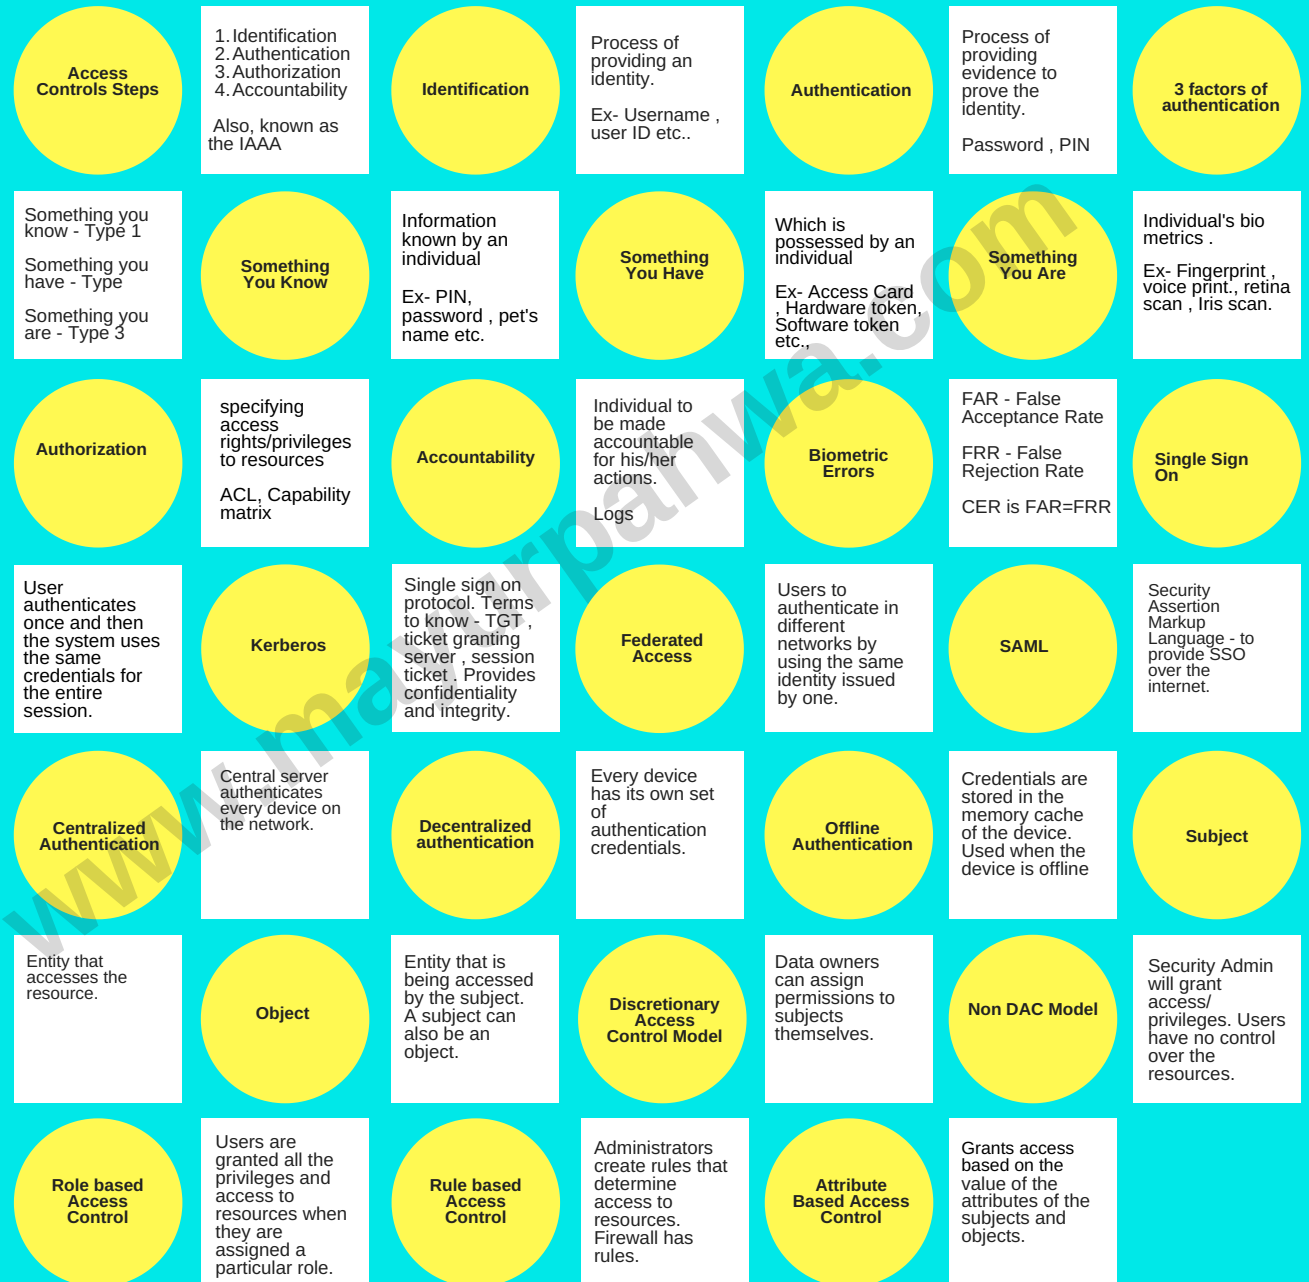 Access
Controls Steps
1. Identification
2. Authentication
3. Authorization
4. Accountability
Also, known as
the IAAA
Identification
Process of
providing an
identity.
Ex- Username ,
user ID etc..
Authentication
Process of
providing
evidence to
prove the
identity.
Password , PIN
3 factors of
authentication
Something you
know - Type 1
Something you
have - Type
Something you
are - Type 3
Something
You Know
Information
known by an
individual
Ex- PIN,
password , pet's
name etc.
Something
You Have
Which is
possessed by an
individual
Ex- Access Card
, Hardware token,
Software token
etc.,
Something
You Are
Individual's bio
metrics .
Ex- Fingerprint ,
voice print., retina
scan , Iris scan.
Authorization
specifying
access
rights/privileges
to resources
ACL, Capability
matrix
Accountability
Individual to
be made
accountable
for his/her
actions.
Logs
Biometric
Errors
FAR - False
Acceptance Rate
FRR - False
Rejection Rate
CER is FAR=FRR
Single Sign
On
User
authenticates
once and then
the system uses
the same
credentials for
the entire
session.
Kerberos
Single sign on
protocol. Terms
to know - TGT ,
ticket granting
server , session
ticket . Provides
confidentiality
and integrity.
Federated
Access
Users to
authenticate in
different
networks by
using the same
identity issued
by one.
SAML
Security
Assertion
Markup
Language - to
provide SSO
over the
internet.
Centralized
Authentication
Central server
authenticates
every device on
the network.
Decentralized
authentication
Every device
has its own set
of
authentication
credentials.
Offline
Authentication
Credentials are
stored in the
memory cache
of the device.
Used when the
device is offline
Subject
Entity that
accesses the
resource.
Object
Entity that is
being accessed
by the subject.
A subject can
also be an
object.
Discretionary
Access
Control Model
Data owners
can assign
permissions to
subjects
themselves.
Non DAC Model
Security Admin
will grant
access/
privileges. Users
have no control
over the
resources.
Role based
Access
Control
Users are
granted all the
privileges and
access to
resources when
they are
assigned a
particular role.
Rule based
Access
Control
Administrators
create rules that
determine
access to
resources.
Firewall has
rules.
Attribute
Based Access
Control
Grants access
based on the
value of the
attributes of the
subjects and
objects.
www.mayurpahwa.com